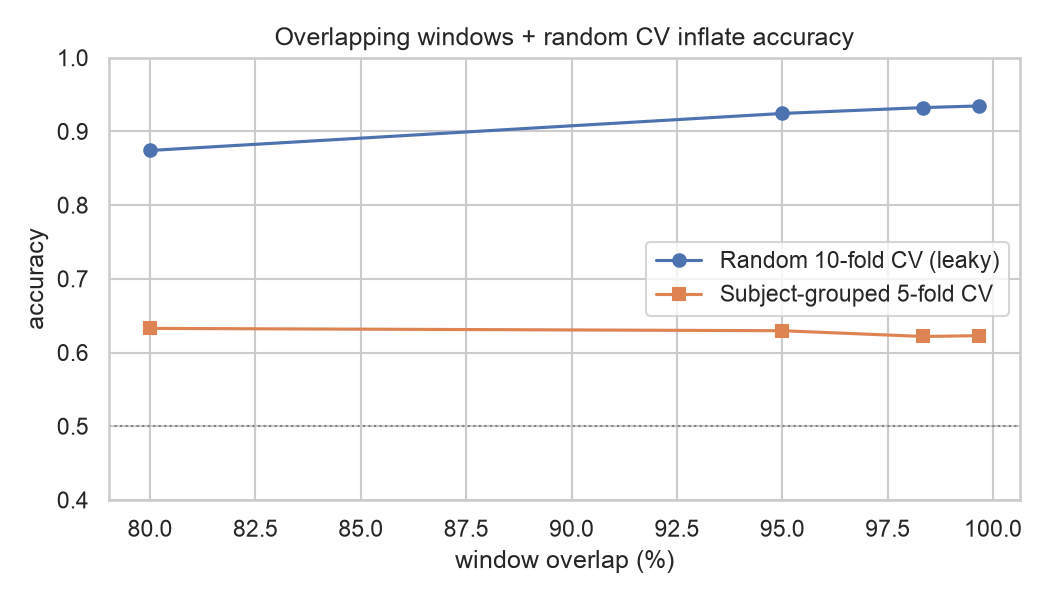 Overlapping windows + random CV inflate accuracy
1.0
0.9
0.8
0.7
0.6
0.5
0.4
accuracy
Random 10-fold CV (leaky)
Subject-grouped 5-fold CV
80.0 82.5 85.0 87.5 90.0 92.5 95.0 97.5 100.0
window overlap (%)